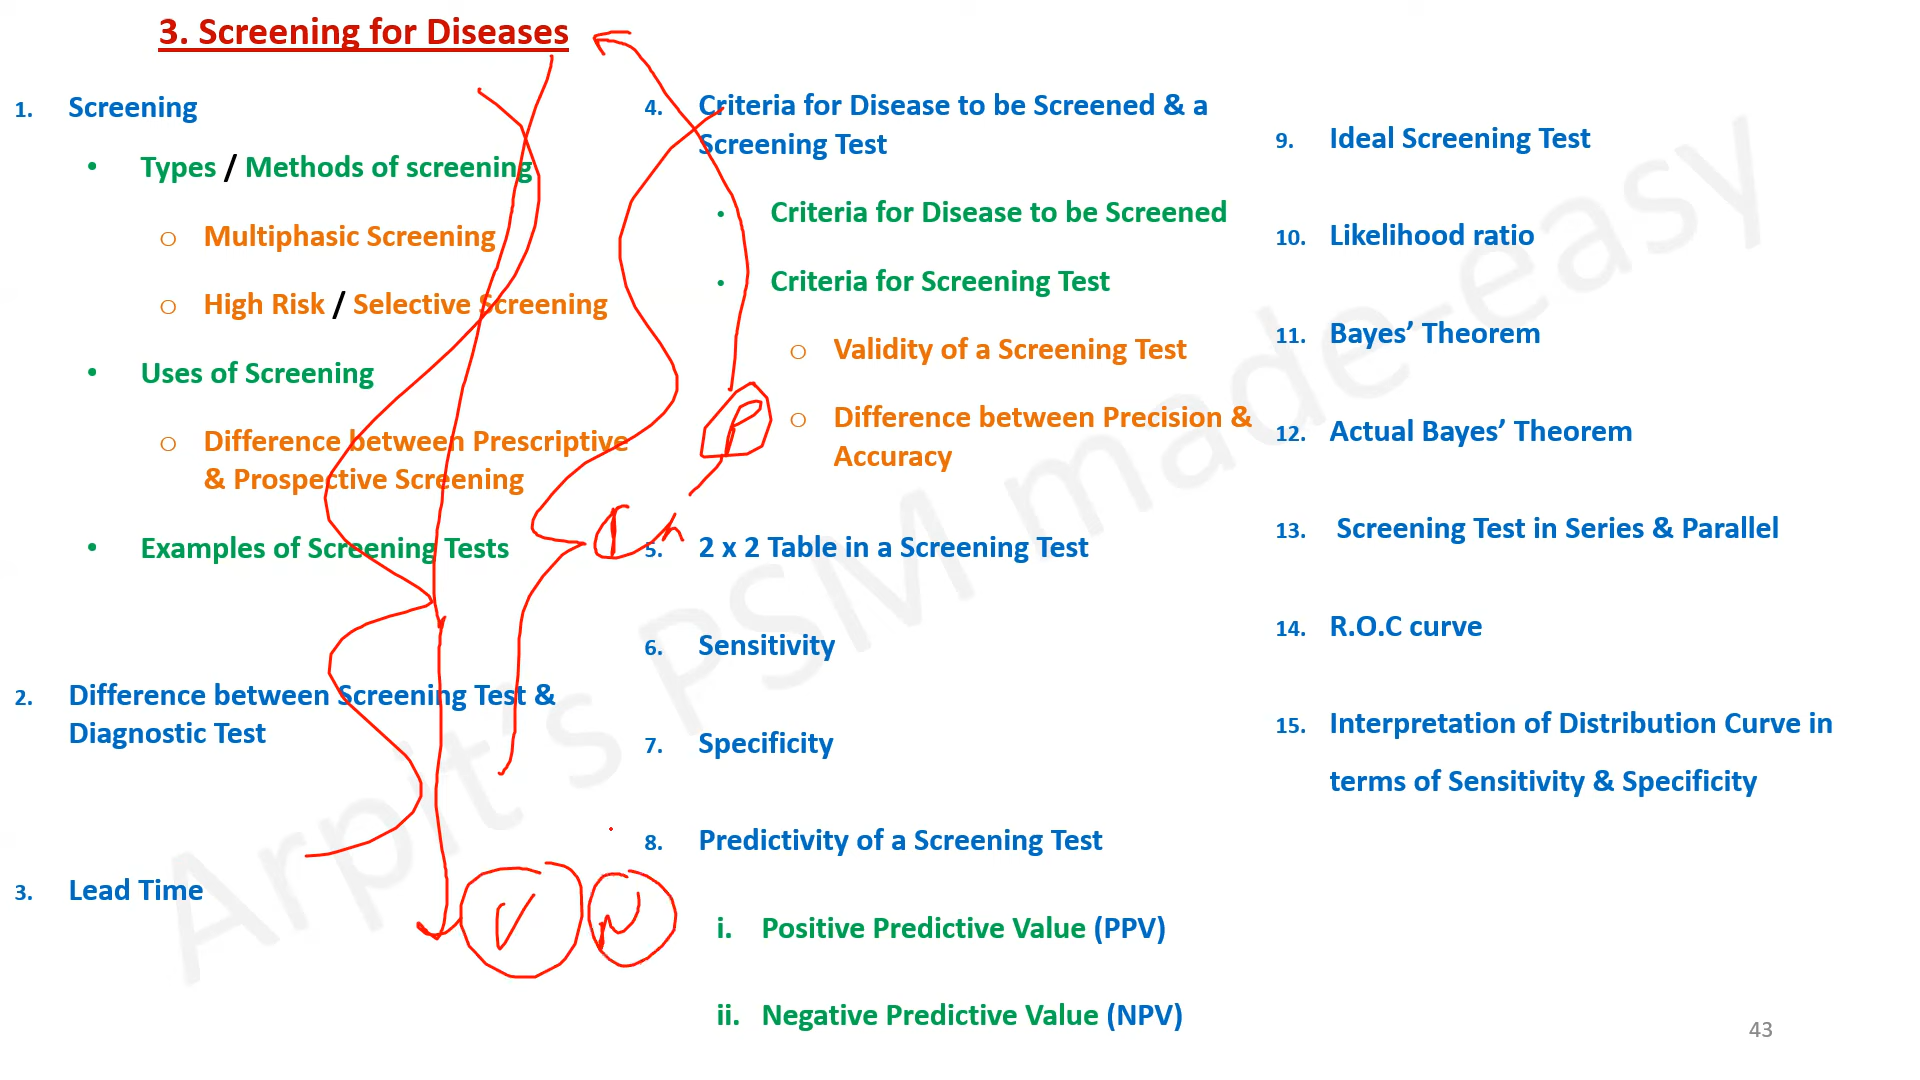 3. Screening for Diseases
1. Screening
• Types / Methods of screening
o Multiphasic Screening
o High Risk / Selective Screening
• Uses of Screening
o Difference between Prescriptive
& Prospective Screening
• Examples of Screening Tests
2. Difference between Screening Test &
Diagnostic Test
3. Lead Time
4. Criteria for Disease to be Screened & a
Screening Test
• Criteria for Disease to be Screened
• Criteria for Screening Test
o Validity of a Screening Test
o Difference between Precision &
Accuracy
5. 2 x 2 Table in a Screening Test
6. Sensitivity
7. Specificity
8. Predictivity of a Screening Test
i. Positive Predictive Value (PPV)
ii. Negative Predictive Value (NPV)
9. Ideal Screening Test
10. Likelihood ratio
11. Bayes’ Theorem
12. Actual Bayes’ Theorem
13. Screening Test in Series & Parallel
14. R.O.C curve
15. Interpretation of Distribution Curve in
terms of Sensitivity & Specificity
43
Arpit's PSM made-easy